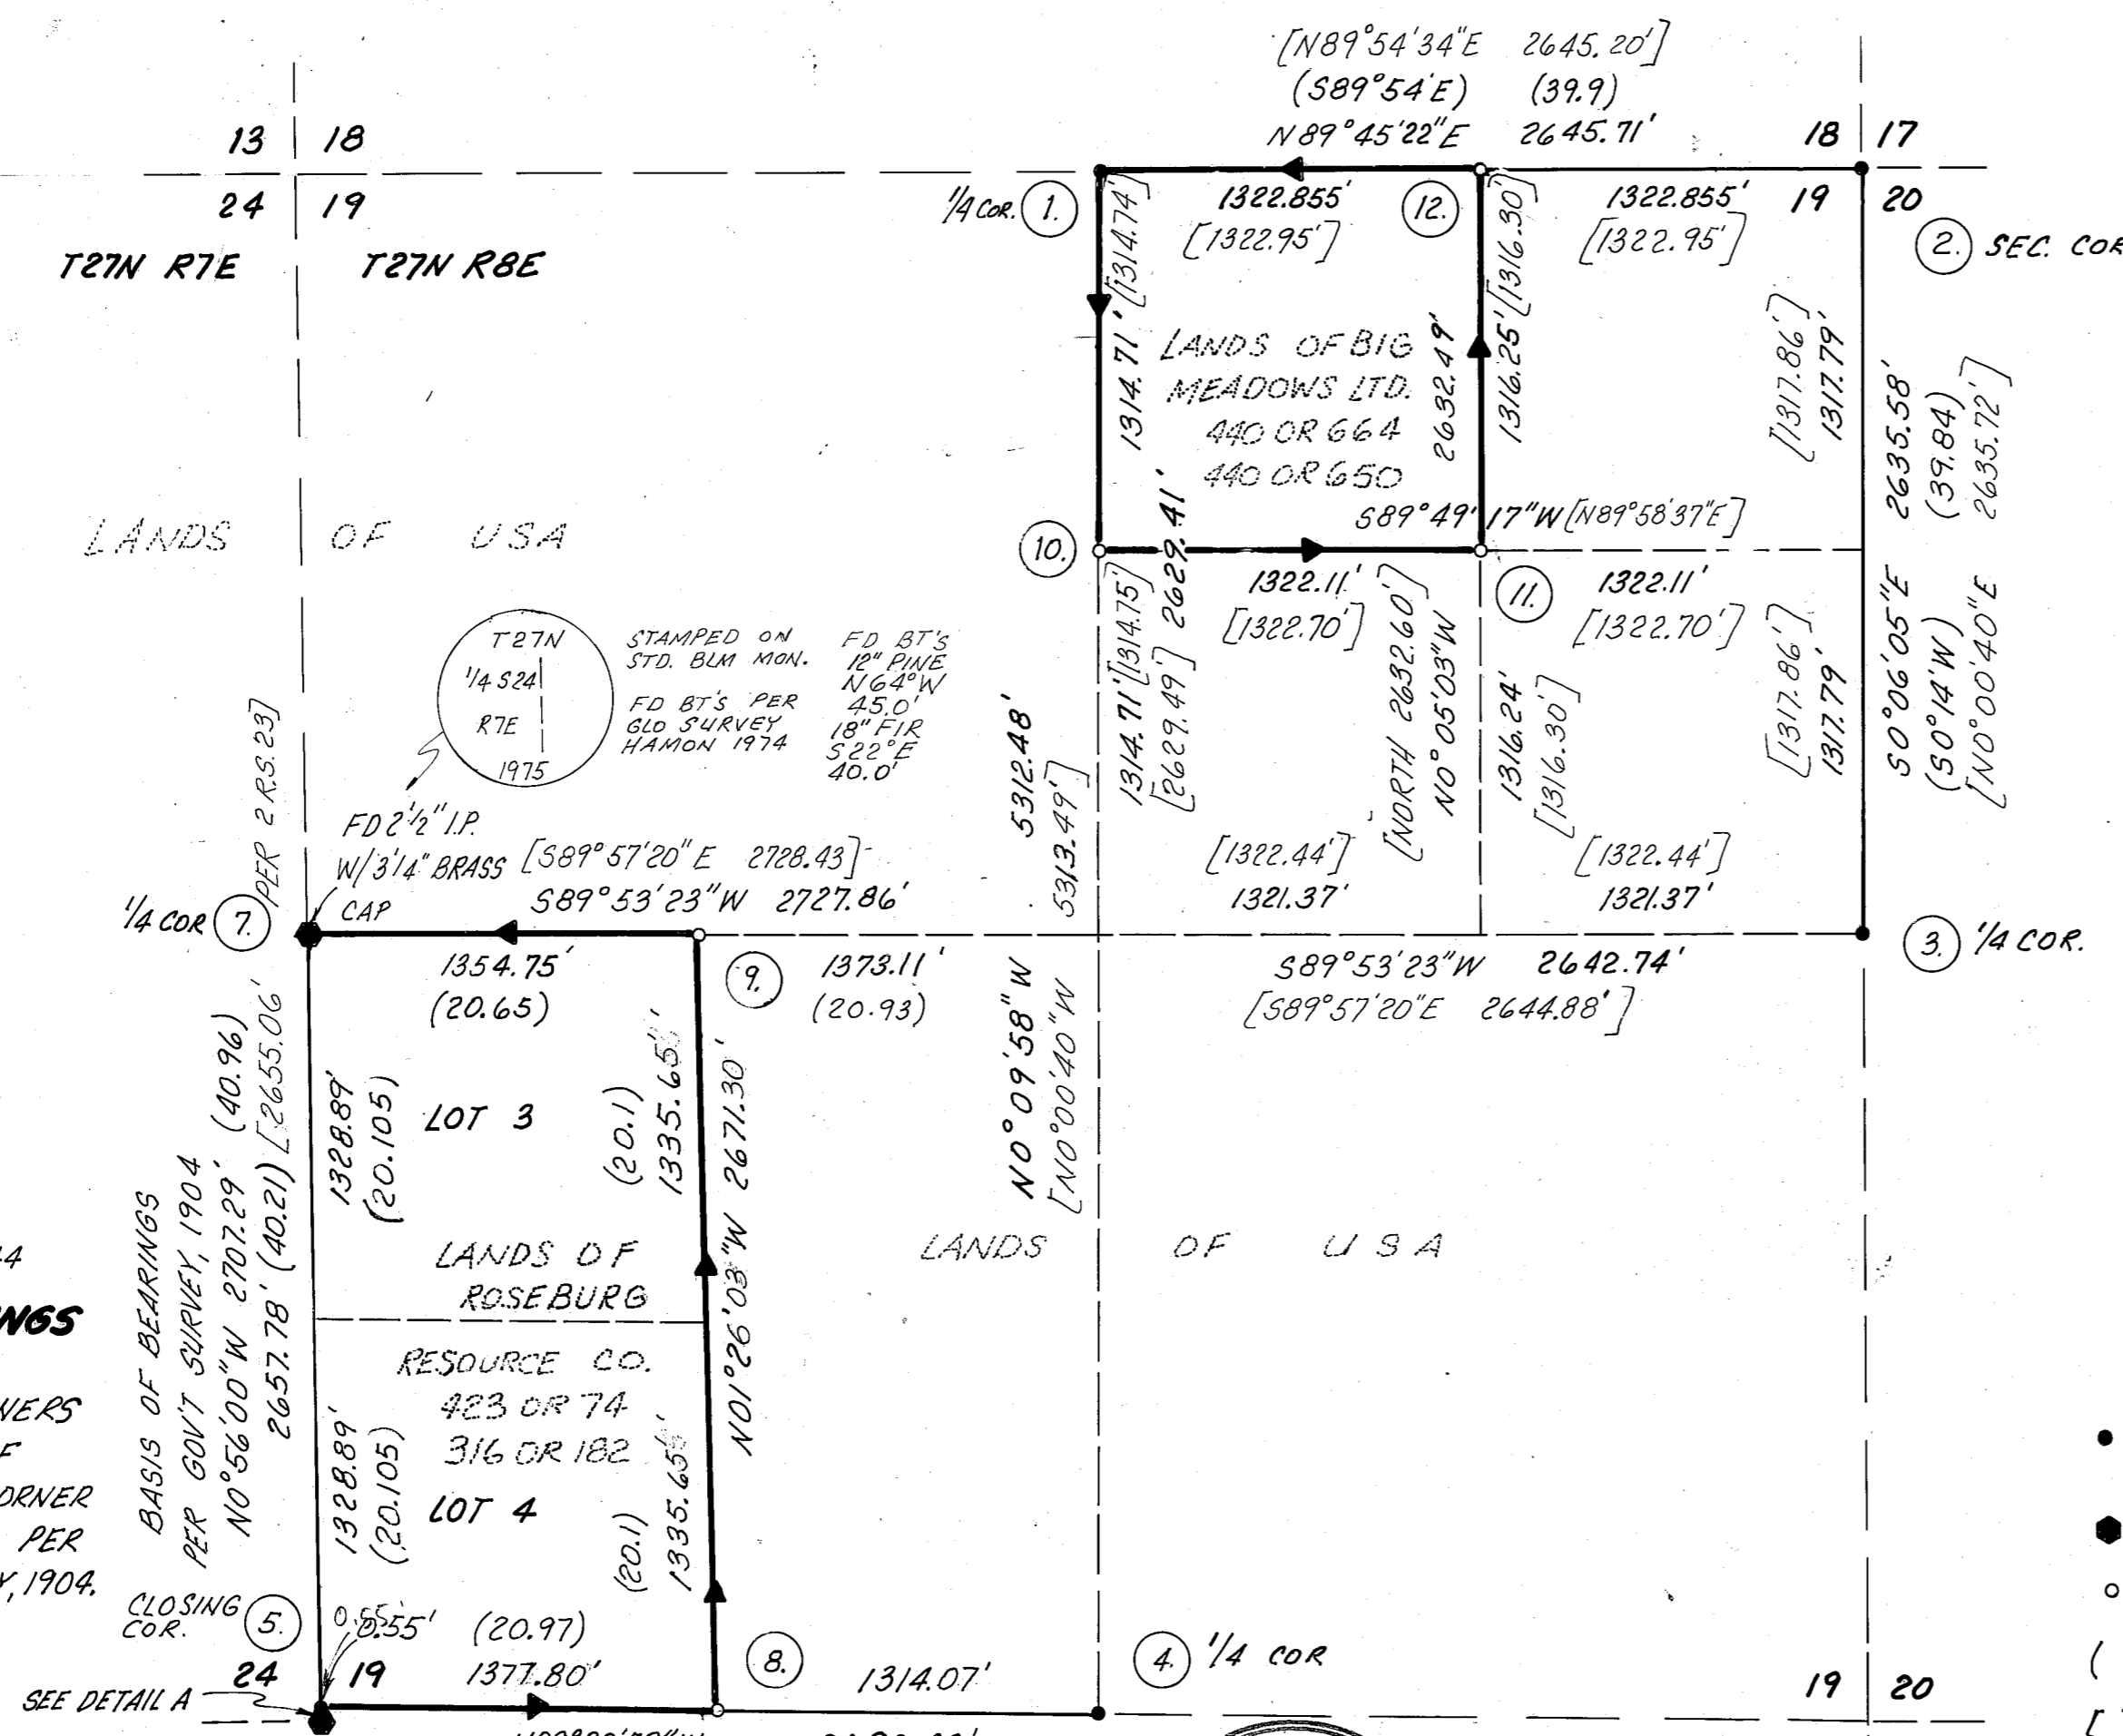 [N89°54'34"E 2645.20']
(S89°54'E) (39.9)
N89°45'22"E 2645.71'
13 18
18 17
24 19
1/4 COR. 1.
1322.855'
12.
1322.855'
19 20
[1322.95']
[1322.95']
2. SEC. COR
T27N R7E T27N R8E
1314.71' [1314.74']
1316.25' [1316.30']
[1317.86']
1317.79'
LANDS OF BIG
MEADOWS LTD.
440 OR 664
440 OR 650
2632.49'
S0°06'05"E 2635.58'
(S0°14'W) (39.84)
[N0°00'40"E 2635.72']
S89°49'17"W [N89°58'37"E]
LANDS OF USA
10.
1322.11'
[1322.70']
11.
1322.11'
[1322.70']
T27N
1/4 S24
R7E
1975
STAMPED ON
STD. BLM MON.
FD BT'S PER
GLO SURVEY
HAMON 1974
FD BT'S
12" PINE
N64°W
45.0'
18" FIR
S22°E
40.0'
1314.71' [1314.75']
[2629.49'] 2629.41'
[NORTH 2632.60']
N0°05'03"W
1316.24'
[1316.30']
[1317.86']
1317.79'
PER 2 R.S. 23]
FD 2 1/2" I.P.
W/3 1/4" BRASS
CAP
[S89°57'20"E 2728.43]
S89°53'23"W 2727.86'
5312.48'
5313.49']
[1322.44']
1321.37'
[1322.44']
1321.37'
1/4 COR 7.
1354.75'
(20.65)
9.
1373.11'
(20.93)
S89°53'23"W 2642.74'
[S89°57'20"E 2644.88']
3. 1/4 COR.
N0°09'58"W
[N0°00'40"W
BASIS OF BEARINGS
PER GOV'T SURVEY, 1904
N0°56'00"W 2707.29' (40.96)
2657.78' (40.21) [2655.06'
1328.89'
(20.105)
LOT 3
(20.1)
1335.65'
N01°26'03"W 2671.30'
LANDS OF
ROSEBURG
RESOURCE CO.
423 OR 74
316 OR 182
LANDS OF USA
1328.89'
(20.105)
LOT 4
(20.1)
1335.65'
NGS
NERS
ORNER
PER
Y, 1904.
CLOSING
COR.
5.
0.55' (20.97)
24 19 1377.80'
8.
1314.07'
4. 1/4 COR
19 20
SEE DETAIL A